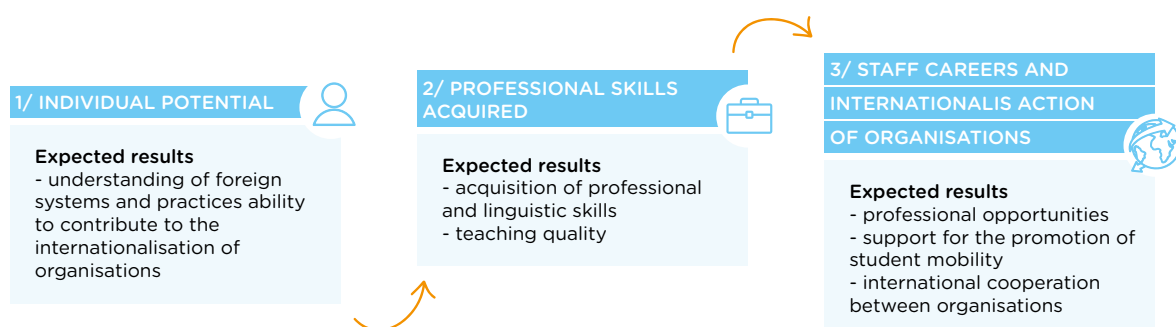 1/ INDIVIDUAL POTENTIAL
Expected results
- understanding of foreign
systems and practices ability
to contribute to the
internationalisation of
organisations
2/ PROFESSIONAL SKILLS
ACQUIRED
Expected results
- acquisition of professional
and linguistic skills
- teaching quality
3/ STAFF CAREERS AND
INTERNATIONALIS ACTION
OF ORGANISATIONS
Expected results
- professional opportunities
- support for the promotion of
student mobility
- international cooperation
between organisations